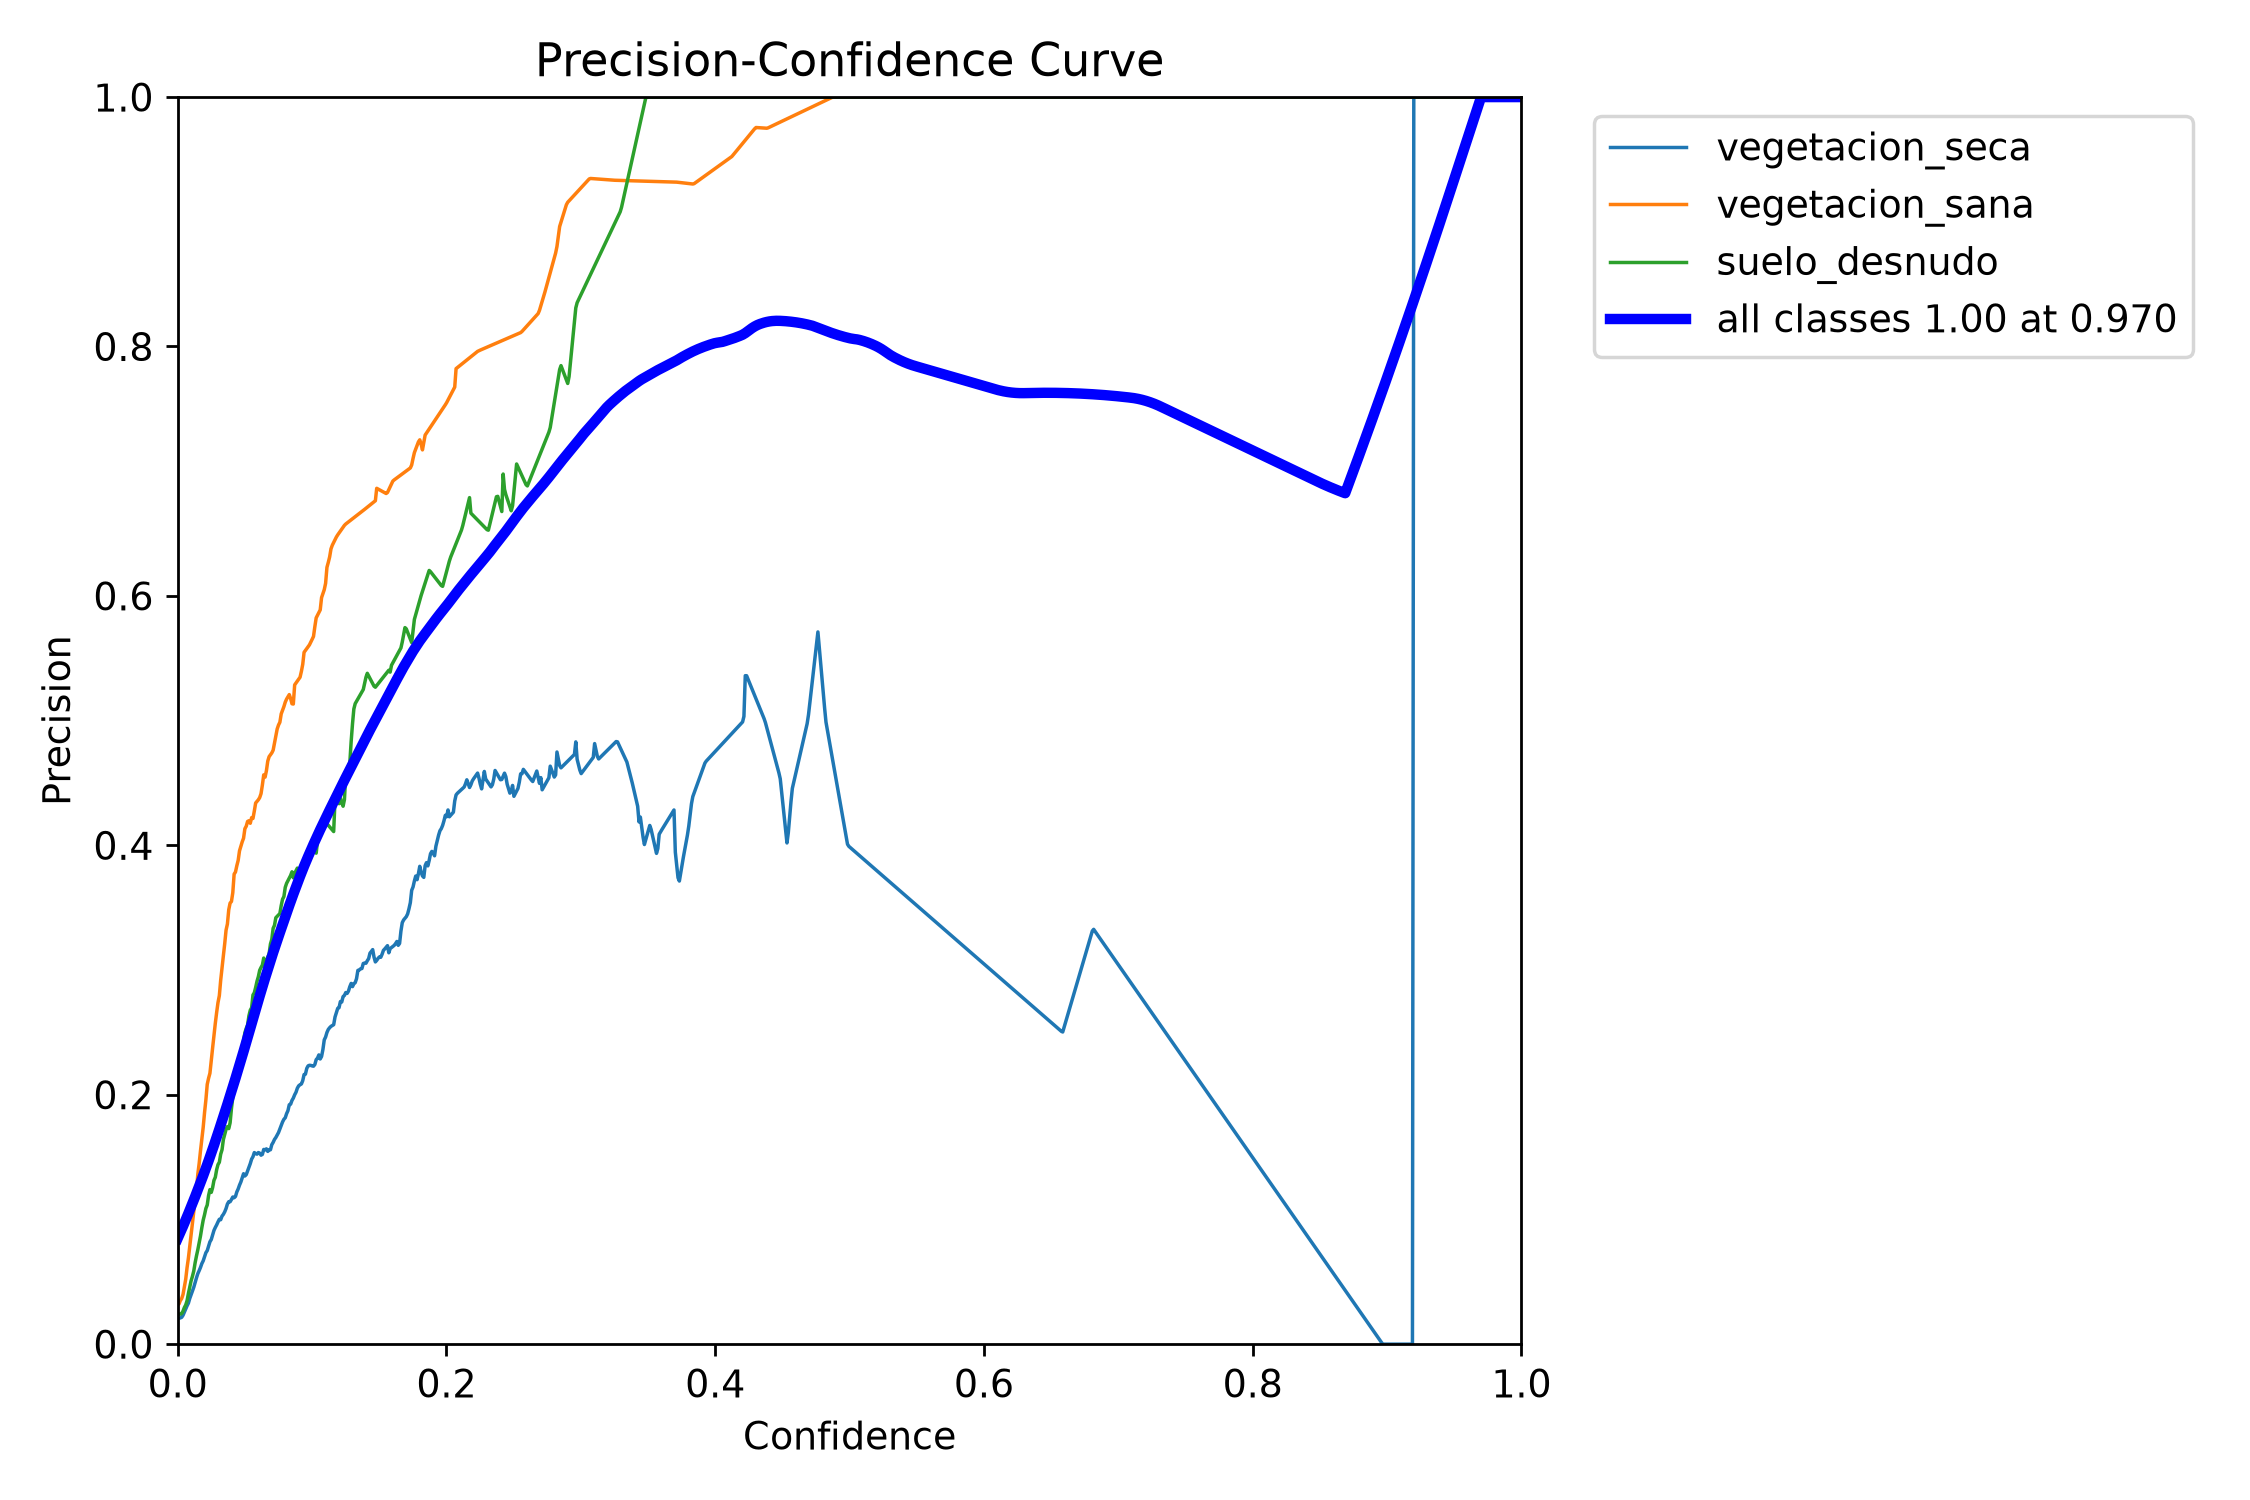 Precision-Confidence Curve
1.0
0.8
0.6
0.4
0.2
0.0
Precision
0.0 0.2 0.4 0.6 0.8 1.0
Confidence
vegetacion_seca
vegetacion_sana
suelo_desnudo
all classes 1.00 at 0.970